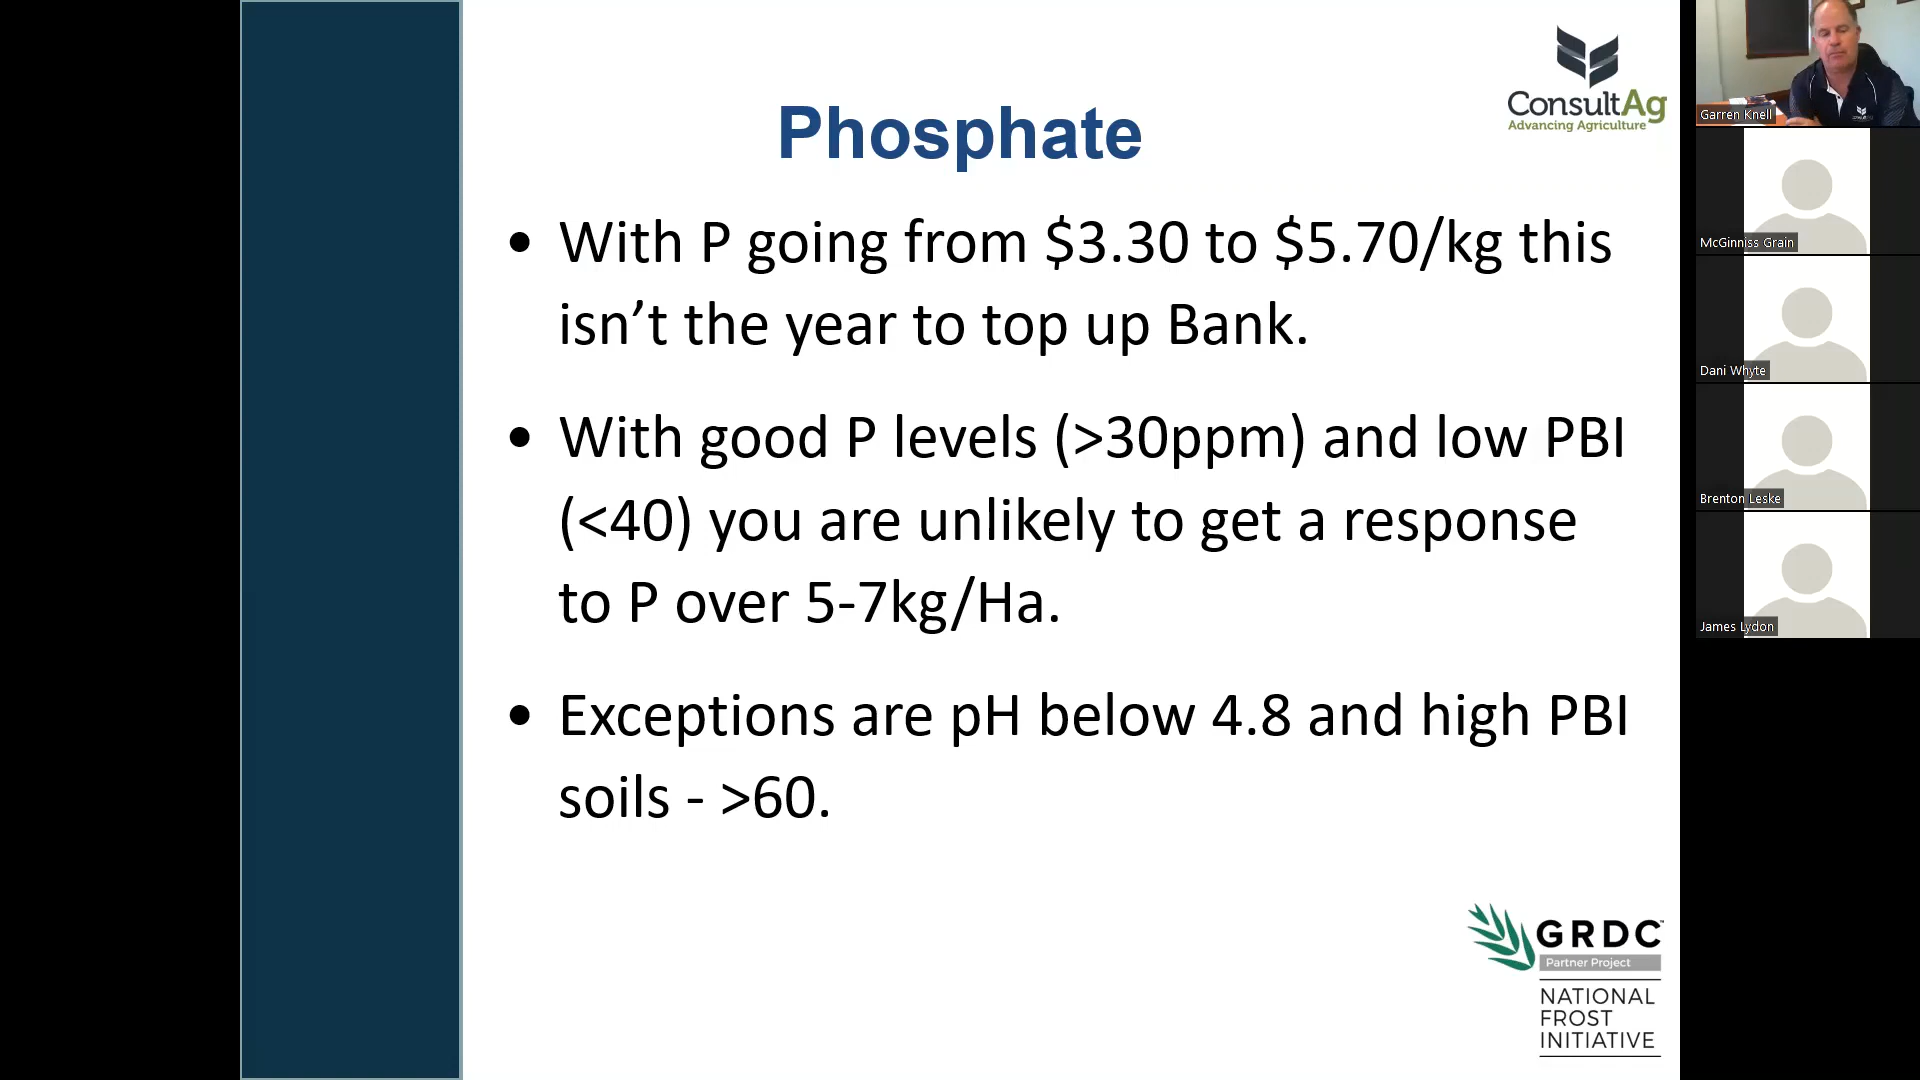 Phosphate
ConsultAg
Advancing Agriculture
• With P going from $3.30 to $5.70/kg this
isn’t the year to top up Bank.
• With good P levels (>30ppm) and low PBI
(<40) you are unlikely to get a response
to P over 5-7kg/Ha.
• Exceptions are pH below 4.8 and high PBI
soils - >60.
GRDC™
Partner Project
NATIONAL
FROST
INITIATIVE
Garren Knell
McGinniss Grain
Dani Whyte
Brenton Leske
James Lydon